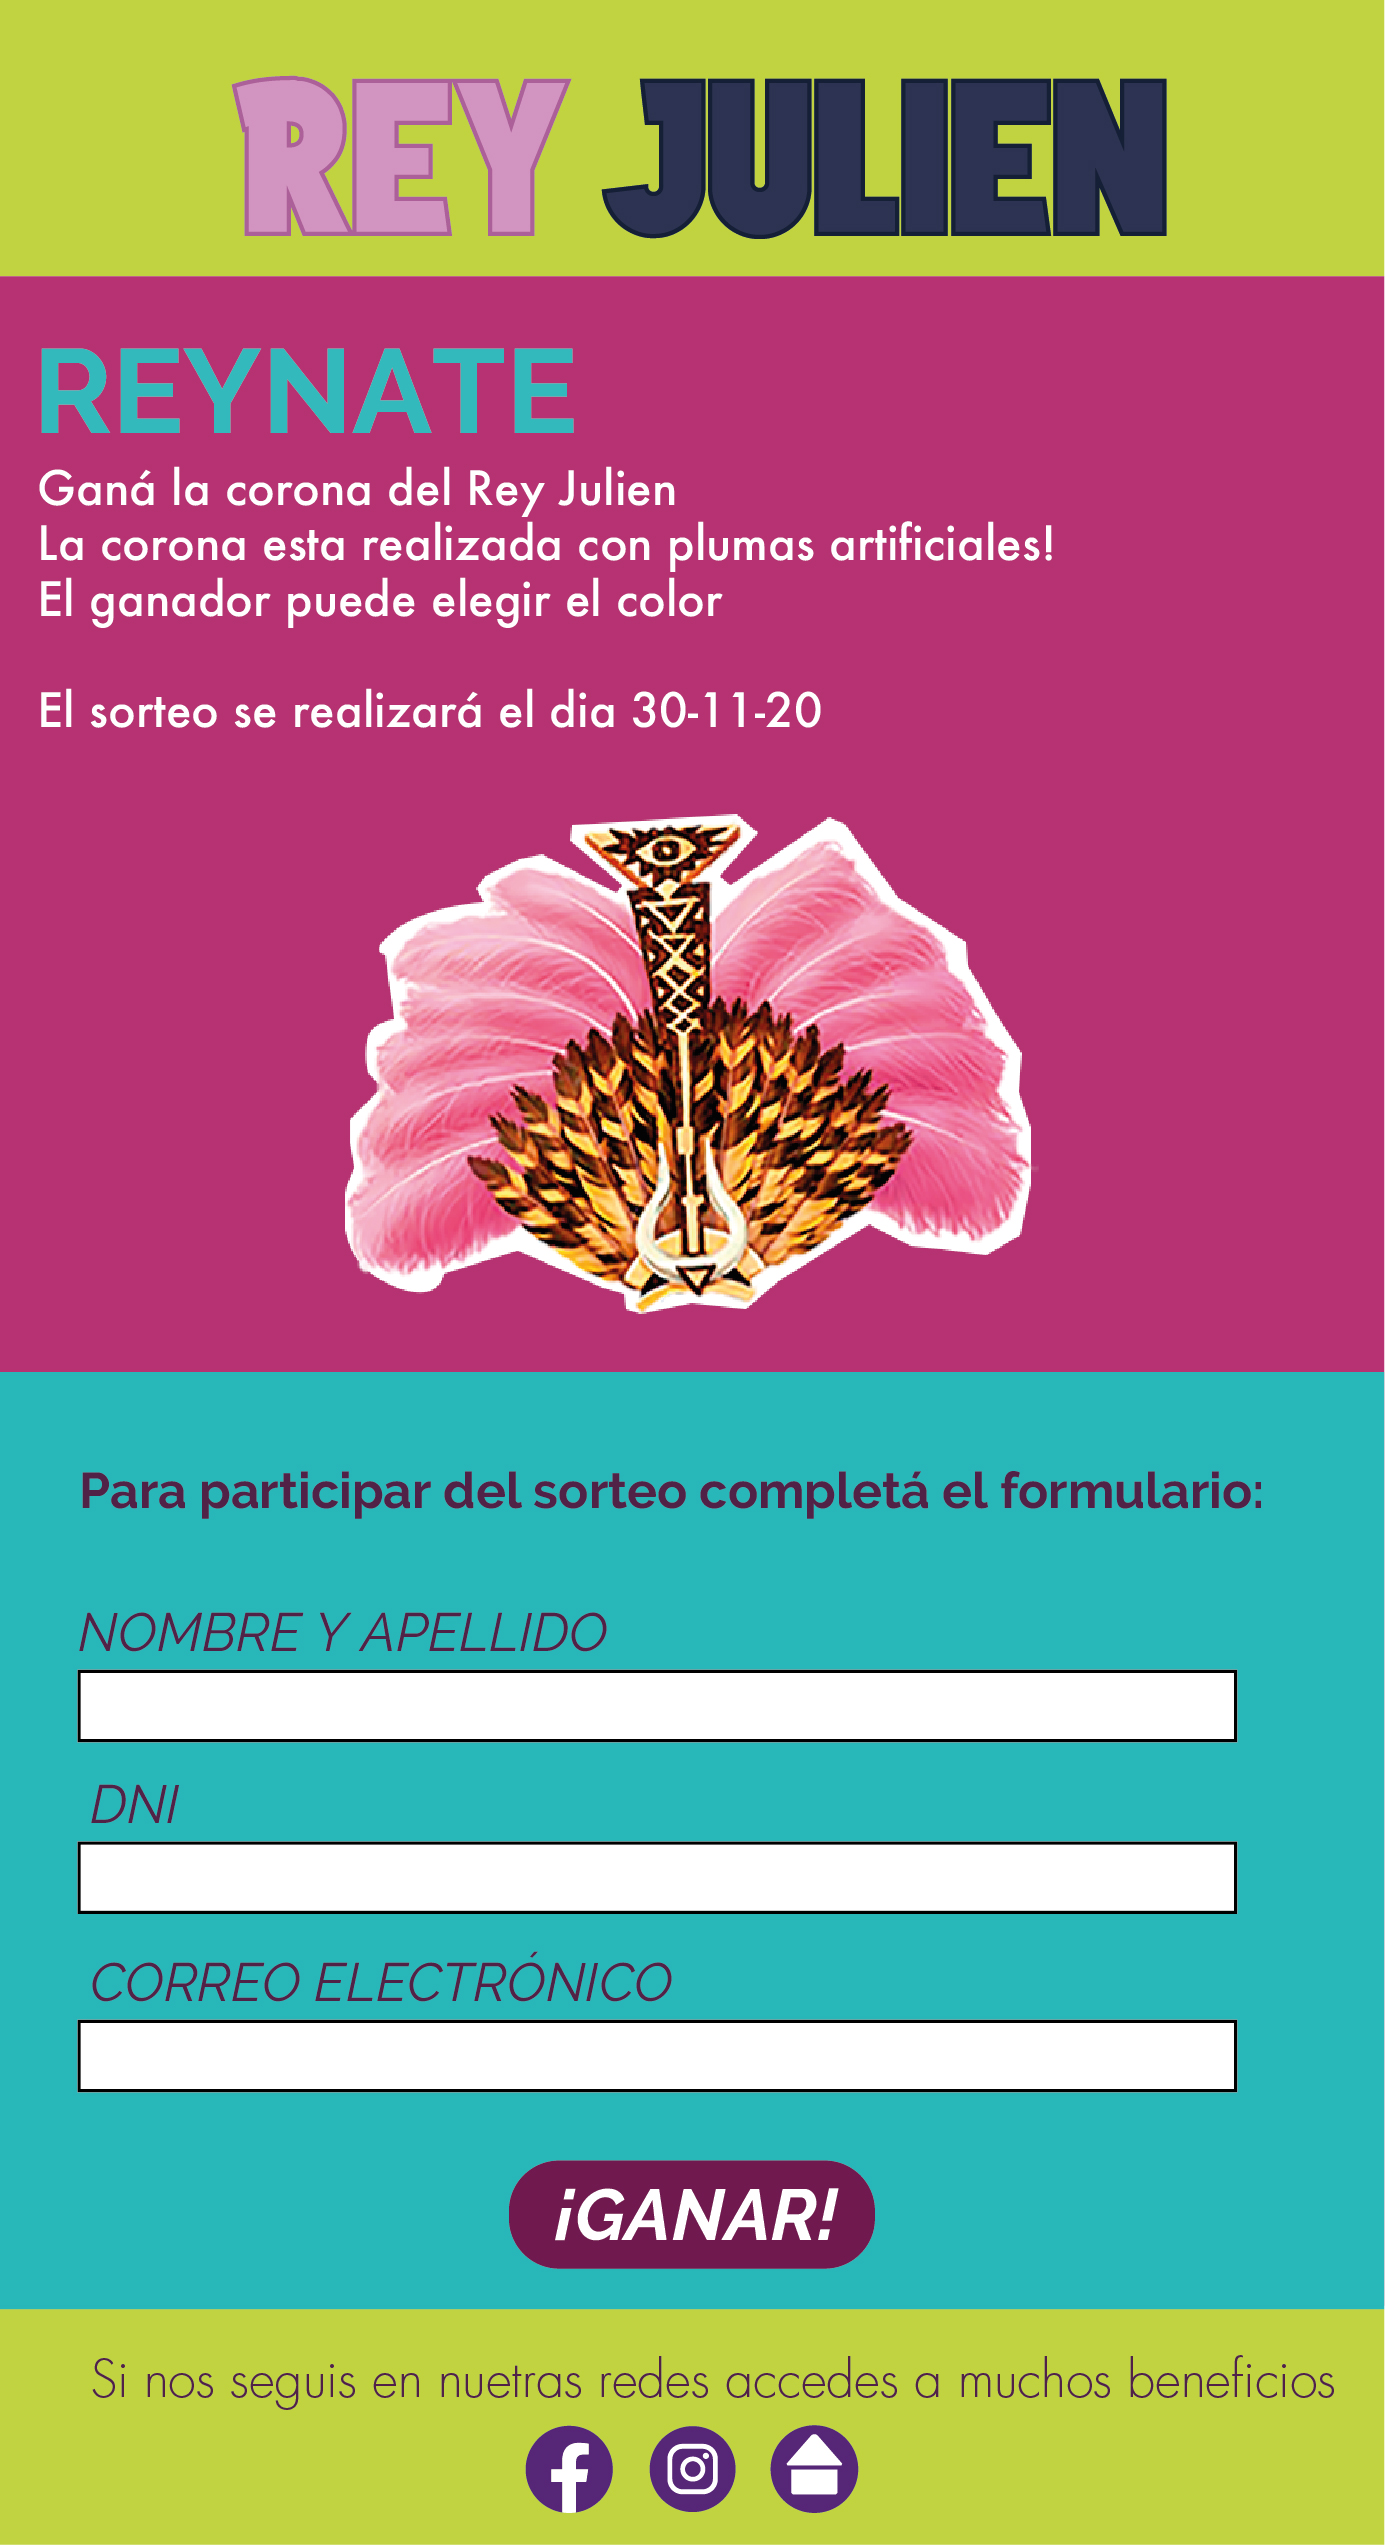 REY JULIEN
REYNATE
Ganá la corona del Rey Julien
La corona esta realizada con plumas artificiales!
El ganador puede elegir el color
El sorteo se realizará el dia 30-11-20
Para participar del sorteo completá el formulario:
NOMBRE Y APELLIDO
DNI
CORREO ELECTRÓNICO
¡GANAR!
Si nos seguis en nuetras redes accedes a muchos beneficios